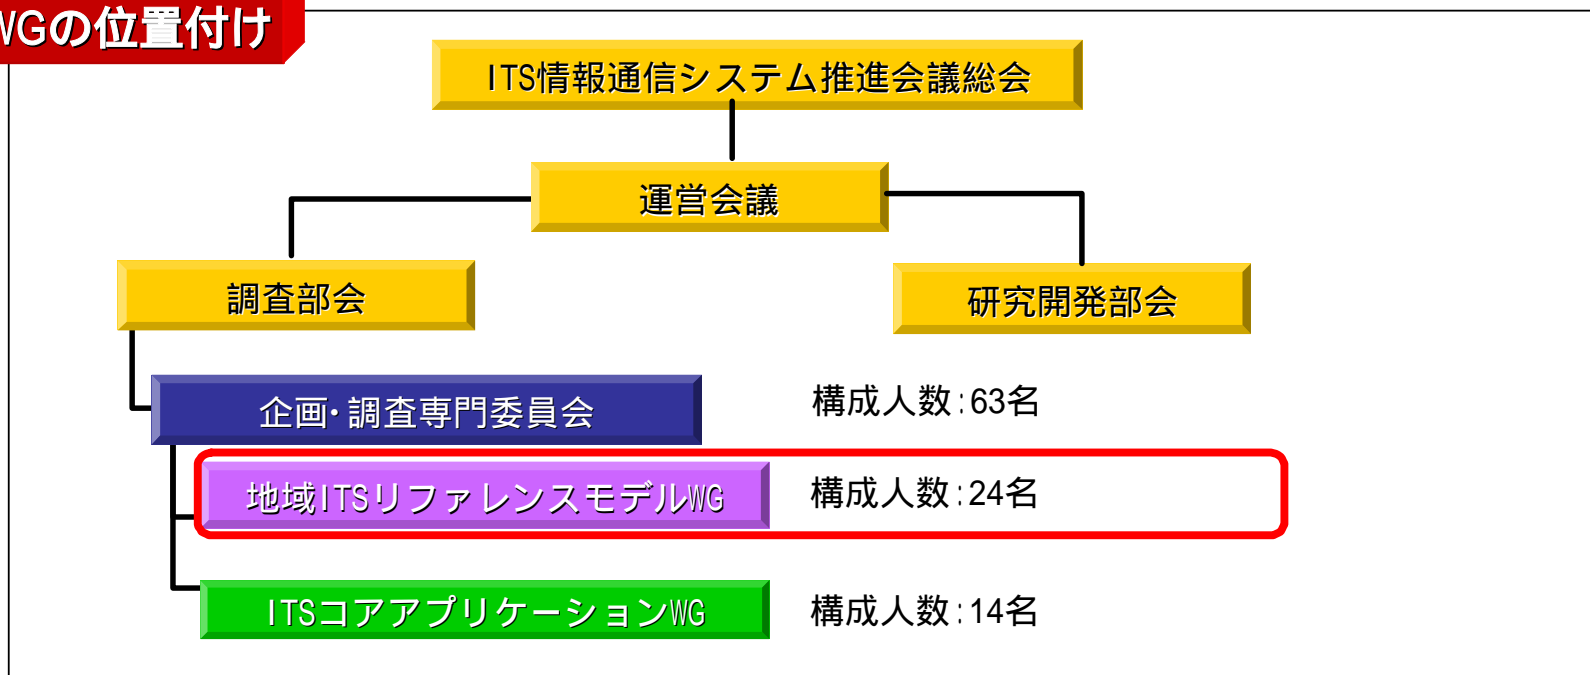 WGの位置付け
ITS情報通信システム推進会議総会
運営会議
調査部会
研究開発部会
企画・調査専門委員会
構成人数:63名
地域ITSリファレンスモデルWG
構成人数:24名
ITSコアアプリケーションWG
構成人数:14名